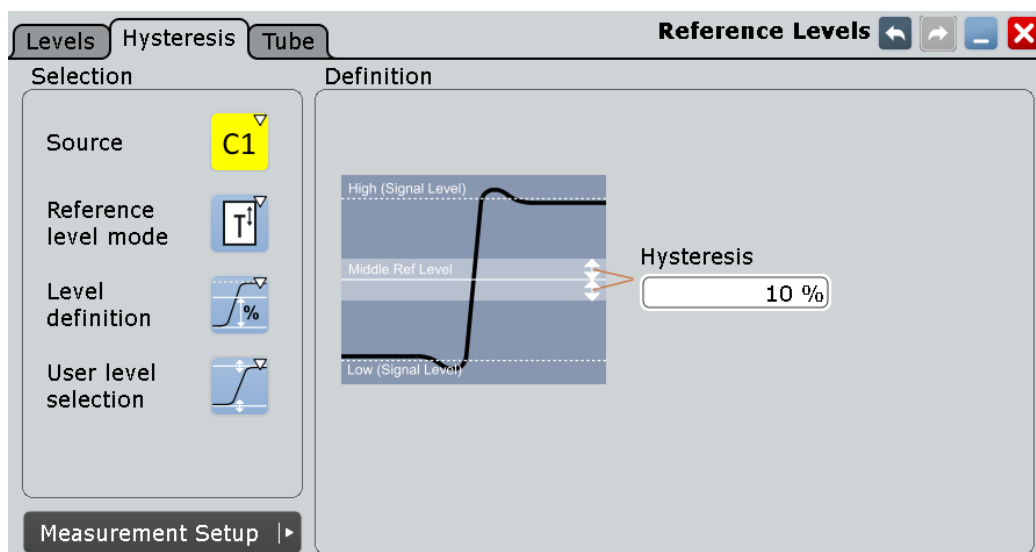 Levels
Hysteresis
Tube
Reference Levels
Selection
Definition
Source
C1
Reference
level mode
T
Level
definition
%
User level
selection
High (Signal Level)
Middle Ref Level
Low (Signal Level)
Hysteresis
10 %
Measurement Setup